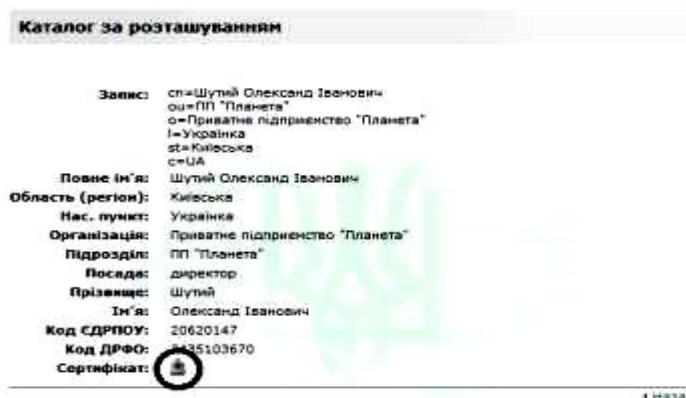 Каталог за розташуванням
Запис: cn=Шутий Олександ Іванович
ou=ПП "Планета"
o=Приватне підприємство "Планета"
l=Українка
st=Київська
c=UA
Повне ім'я: Шутий Олександ Іванович
Область (регіон): Київська
Нас. пункт: Українка
Організація: Приватне підприємство "Планета"
Підрозділ: ПП "Планета"
Посада: директор
Прізвище: Шутий
Ім'я: Олександ Іванович
Код ЄДРПОУ: 20620147
Код ДРФО:
Сертифікат: